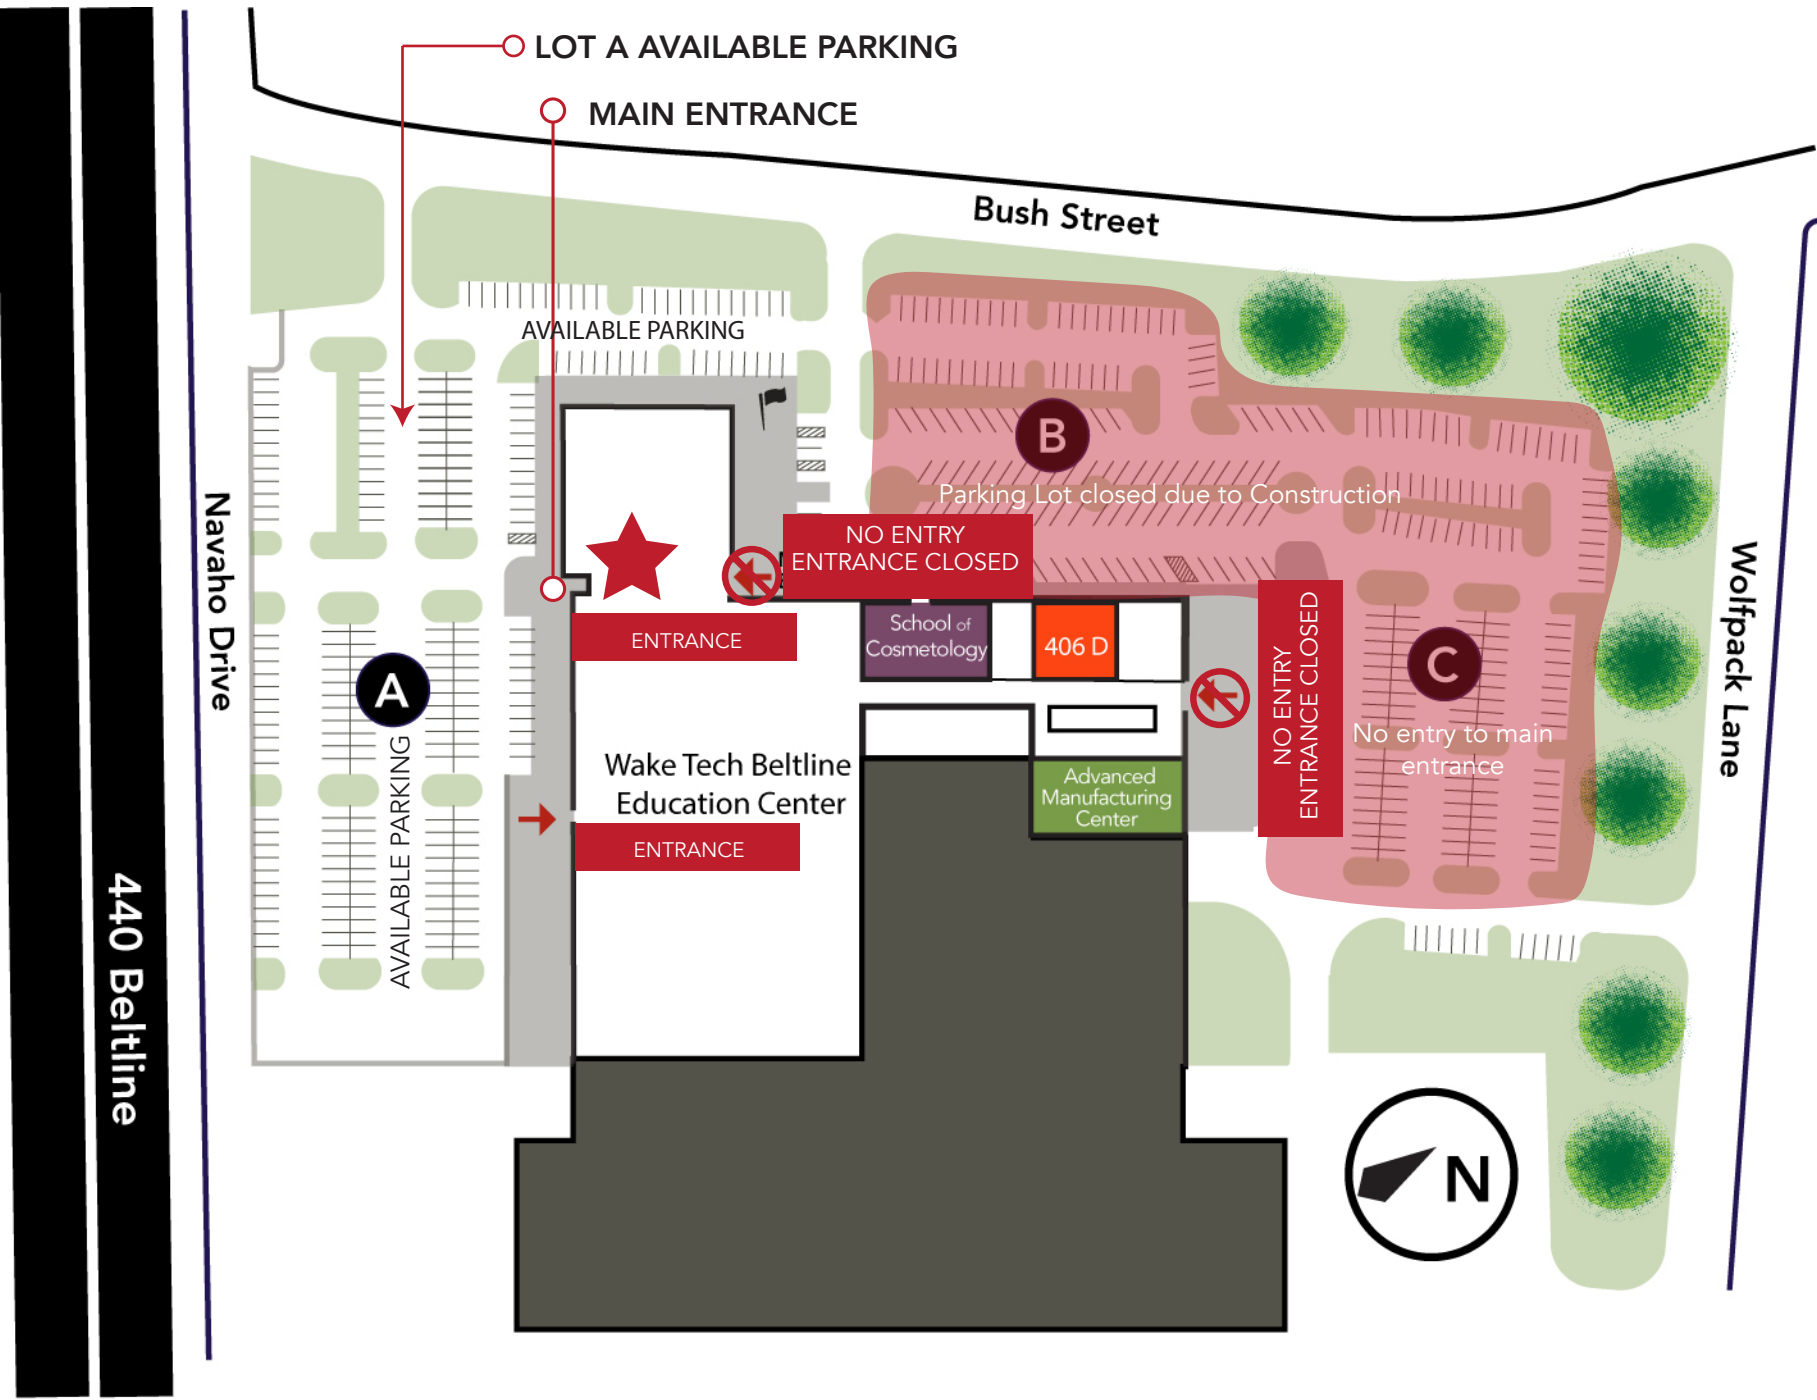 LOT A AVAILABLE PARKING
MAIN ENTRANCE
Bush Street
AVAILABLE PARKING
B
Parking Lot closed due to Construction
NO ENTRY
ENTRANCE CLOSED
Navaho Drive
Wolfpack Lane
ENTRANCE
School of
Cosmetology
406 D
NO ENTRY
ENTRANCE CLOSED
C
No entry to main
entrance
A
AVAILABLE PARKING
Wake Tech Beltline
Education Center
Advanced
Manufacturing
Center
ENTRANCE
440 Beltline
N